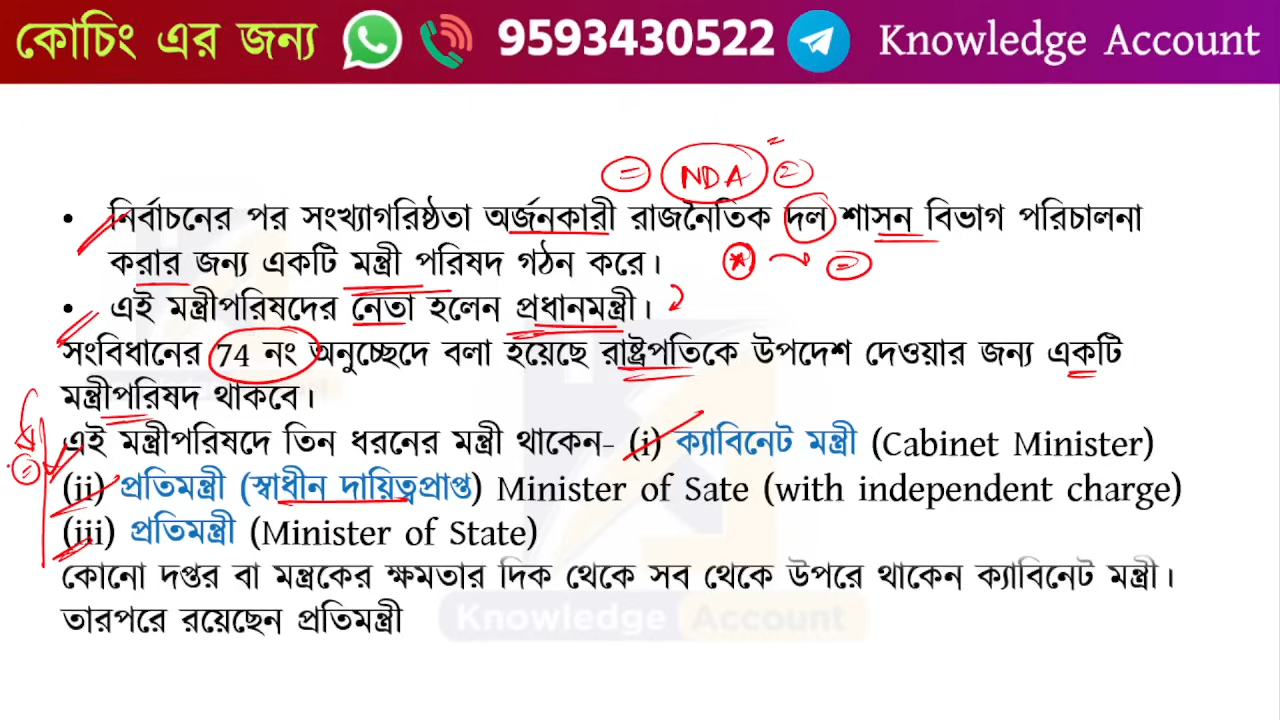 কোচিং এর জন্য 9593430522 Knowledge Account
NDA
• নির্বাচনের পর সংখ্যাগরিষ্ঠতা অর্জনকারী রাজনৈতিক দল শাসন বিভাগ পরিচালনা
করার জন্য একটি মন্ত্রী পরিষদ গঠন করে।
• এই মন্ত্রীপরিষদের নেতা হলেন প্রধানমন্ত্রী।
সংবিধানের 74 নং অনুচ্ছেদে বলা হয়েছে রাষ্ট্রপতিকে উপদেশ দেওয়ার জন্য একটি
মন্ত্রীপরিষদ থাকবে।
এই মন্ত্রীপরিষদে তিন ধরনের মন্ত্রী থাকেন- (i) ক্যাবিনেট মন্ত্রী (Cabinet Minister)
(ii) প্রতিমন্ত্রী (স্বাধীন দায়িত্বপ্রাপ্ত) Minister of Sate (with independent charge)
(iii) প্রতিমন্ত্রী (Minister of State)
কোনো দপ্তর বা মন্ত্রকের ক্ষমতার দিক থেকে সব থেকে উপরে থাকেন ক্যাবিনেট মন্ত্রী।
তারপরে রয়েছেন প্রতিমন্ত্রী
Knowledge Account